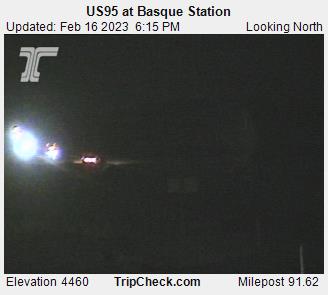 US95 at Basque Station
Updated: Feb 16 2023  6:15 PM Looking North
Elevation 4460 TripCheck.com Milepost 91.62